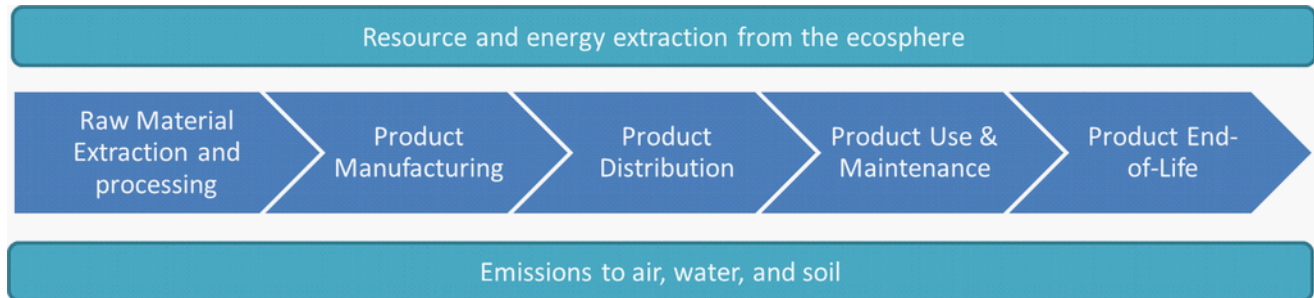 Resource and energy extraction from the ecosphere
Raw Material
Extraction and
processing
Product
Manufacturing
Product
Distribution
Product Use &
Maintenance
Product End-
of-Life
Emissions to air, water, and soil